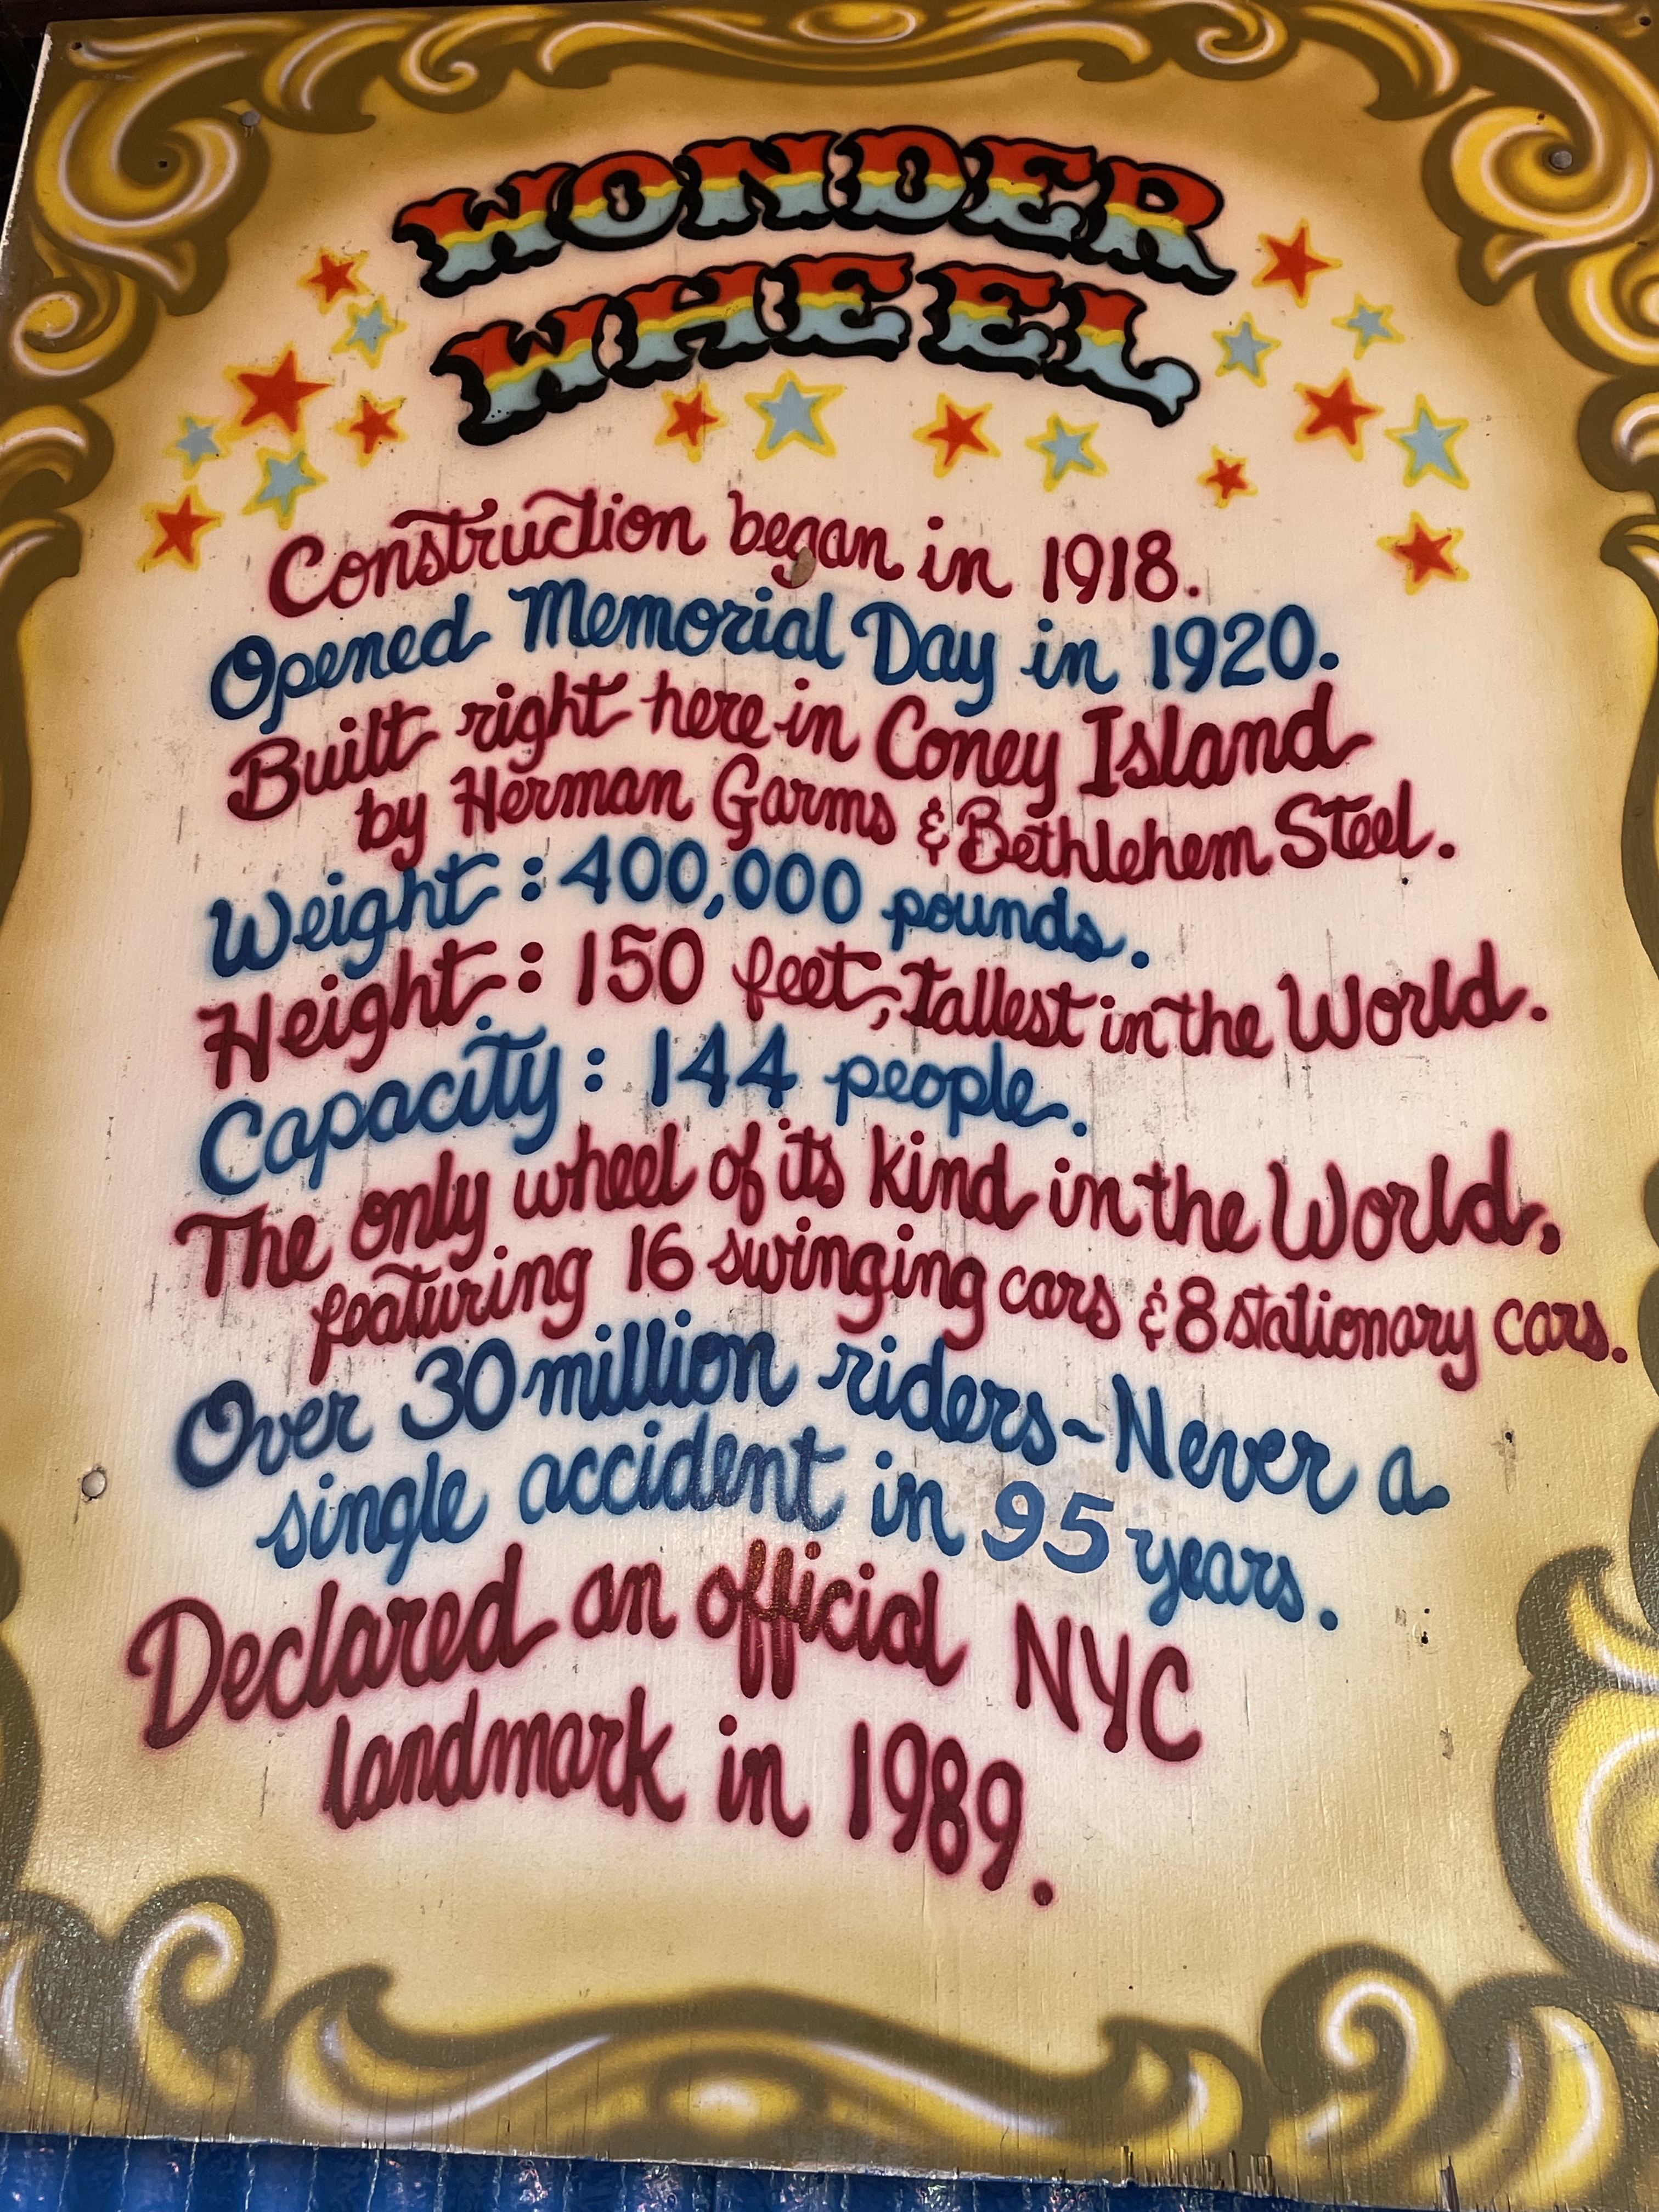 WONDER
WHEEL
Construction began in 1918.
Opened Memorial Day in 1920.
Built right here in Coney Island
by Herman Garms & Bethlehem Steel.
Weight: 400,000 pounds.
Height: 150 feet, tallest in the World.
Capacity: 144 people.
The only wheel of its kind in the World,
featuring 16 swinging cars & 8 stationary cars.
Over 30 million riders~Never a
single accident in 95 years.
Declared an official NYC
landmark in 1989.